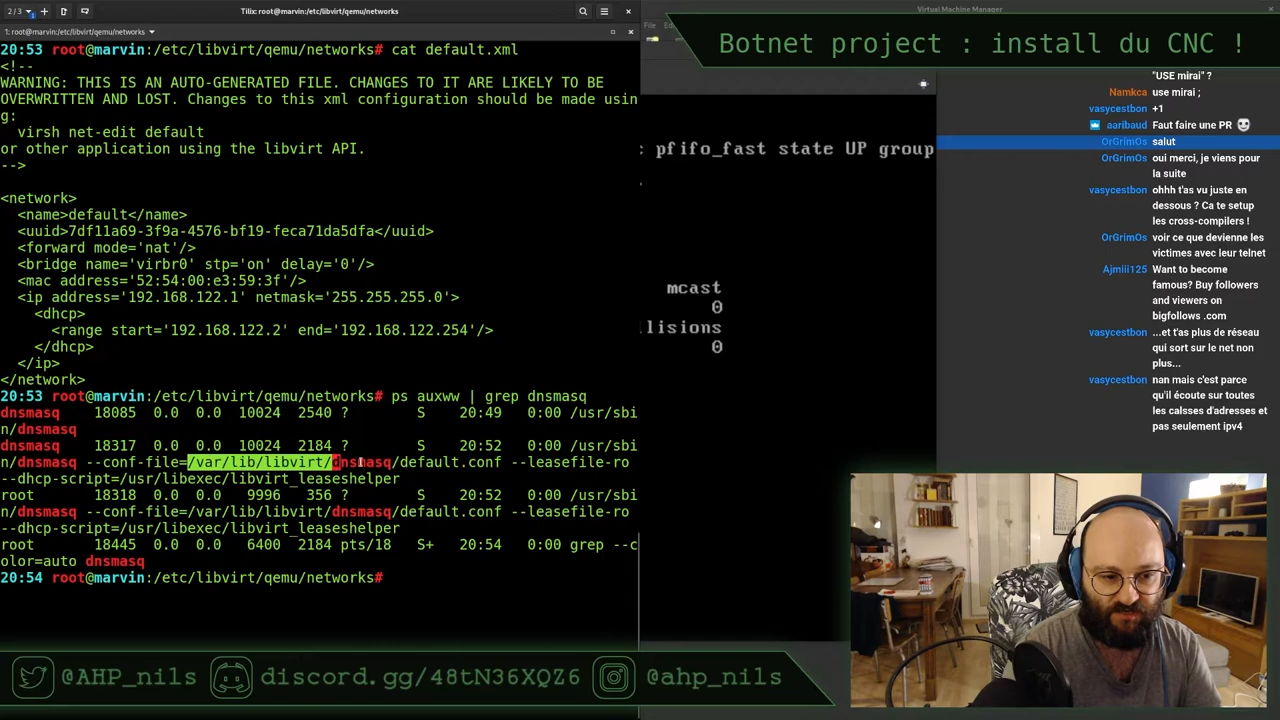 2/3
Tilix: root@marvin:/etc/libvirt/qemu/networks
1: root@marvin:/etc/libvirt/qemu/networks
20:53 root@marvin:/etc/libvirt/qemu/networks# cat default.xml
<!--
WARNING: THIS IS AN AUTO-GENERATED FILE. CHANGES TO IT ARE LIKELY TO BE
OVERWRITTEN AND LOST. Changes to this xml configuration should be made usin
g:
  virsh net-edit default
or other application using the libvirt API.
-->
<network>
  <name>default</name>
  <uuid>7df11a69-3f9a-4576-bf19-feca71da5dfa</uuid>
  <forward mode='nat'/>
  <bridge name='virbr0' stp='on' delay='0'/>
  <mac address='52:54:00:e3:59:3f'/>
  <ip address='192.168.122.1' netmask='255.255.255.0'>
    <dhcp>
      <range start='192.168.122.2' end='192.168.122.254'/>
    </dhcp>
  </ip>
</network>
20:53 root@marvin:/etc/libvirt/qemu/networks# ps auxww | grep dnsmasq
dnsmasq    18085  0.0  0.0  10024  2540 ?        S    20:49   0:00 /usr/sbi
n/dnsmasq
dnsmasq    18317  0.0  0.0  10024  2184 ?        S    20:52   0:00 /usr/sbi
n/dnsmasq --conf-file=/var/lib/libvirt/dnsmasq/default.conf --leasefile-ro
--dhcp-script=/usr/libexec/libvirt_leaseshelper
root       18318  0.0  0.0   9996   356 ?        S    20:52   0:00 /usr/sbi
n/dnsmasq --conf-file=/var/lib/libvirt/dnsmasq/default.conf --leasefile-ro
--dhcp-script=/usr/libexec/libvirt_leaseshelper
root       18445  0.0  0.0   6400  2184 pts/18   S+   20:54   0:00 grep --c
olor=auto dnsmasq
20:54 root@marvin:/etc/libvirt/qemu/networks#
Virtual Machine Manager
File
pfifo_fast state UP group
mcast
0
llisions
0
Botnet project : install du CNC !
"USE mirai" ?
Namkca use mirai ;
vasycestbon +1
aaribaud Faut faire une PR
OrGrimOs salut
OrGrimOs oui merci, je viens pour
la suite
vasycestbon ohhh t'as vu juste en
dessous ? Ca te setup
les cross-compilers !
OrGrimOs voir ce que devienne les
victimes avec leur telnet
Ajmiii125 Want to become
famous? Buy followers
and viewers on
bigfollows .com
vasycestbon ...et t'as plus de réseau
qui sort sur le net non
plus...
vasycestbon nan mais c'est parce
qu'il écoute sur toutes
les calsses d'adresses et
pas seulement ipv4
@AHP_nils
discord.gg/48tN36XQZ6
@ahp_nils